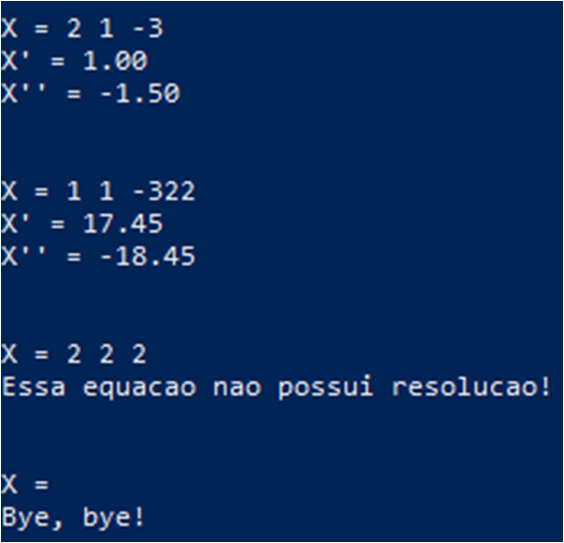 X = 2 1 -3
X' = 1.00
X'' = -1.50
X = 1 1 -322
X' = 17.45
X'' = -18.45
X = 2 2 2
Essa equacao nao possui resolucao!
X =
Bye, bye!